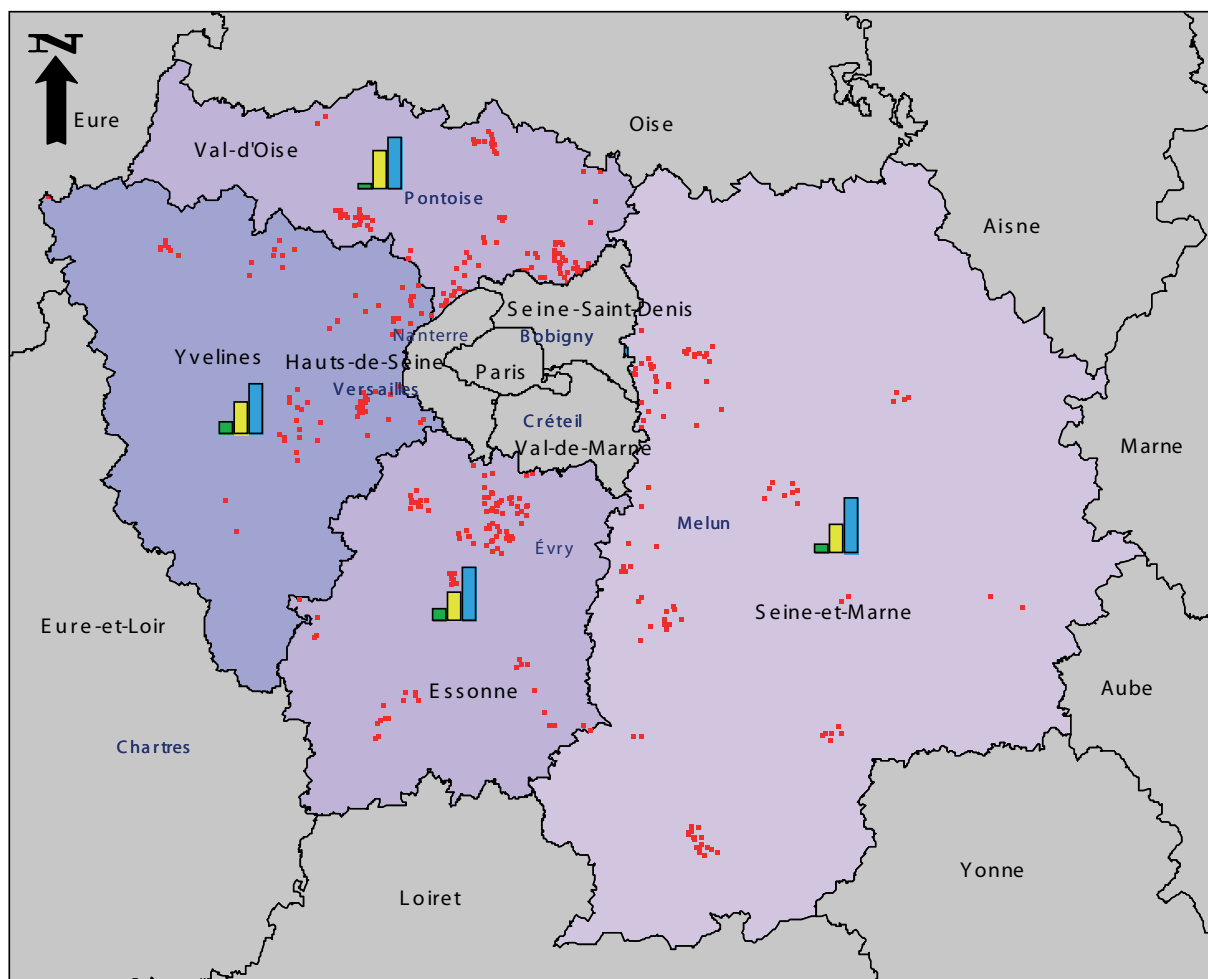 N
Eure
Oise
Val-d'Oise
Pontoise
Aisne
Seine-Saint-Denis
Nanterre
Bobigny
Yvelines
Hauts-de-Seine
Paris
Versailles
Créteil
Val-de-Marne
Marne
Melun
Évry
Seine-et-Marne
Eure-et-Loir
Essonne
Aube
Chartres
Yonne
Loiret